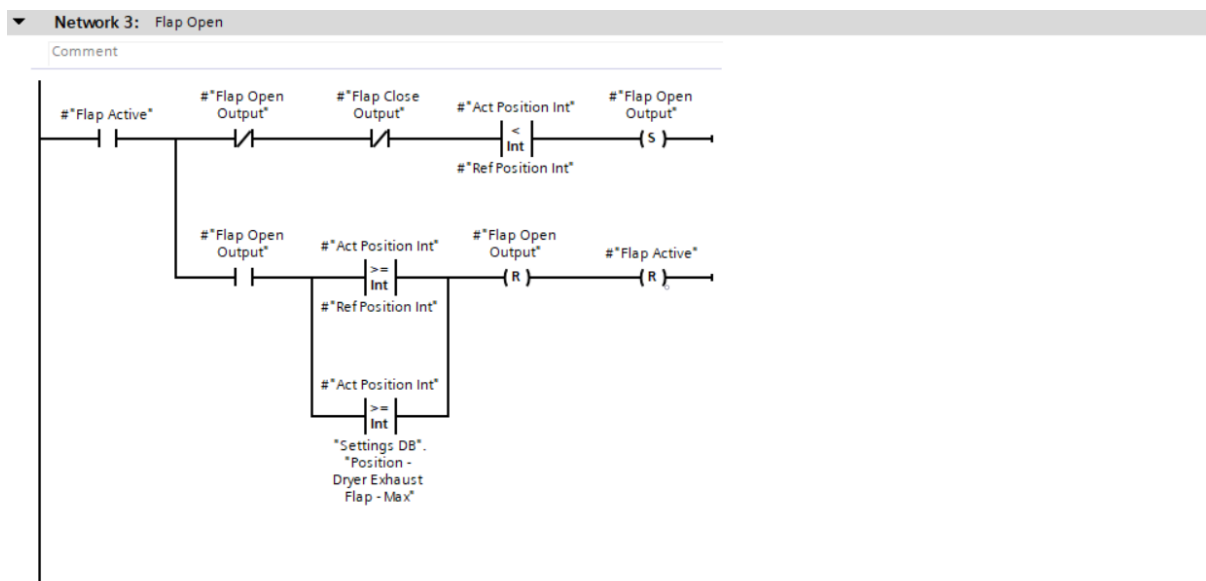 Network 3: Flap Open
Comment
#"Flap Active"
#"Flap Open
Output"
#"Flap Close
Output"
#"Act Position Int"
<
Int
#"Ref Position Int"
#"Flap Open
Output"
S
#"Flap Open
Output"
#"Act Position Int"
>=
Int
#"Ref Position Int"
#"Flap Open
Output"
R
#"Flap Active"
R
#"Act Position Int"
>=
Int
"Settings DB".
"Position -
Dryer Exhaust
Flap - Max"